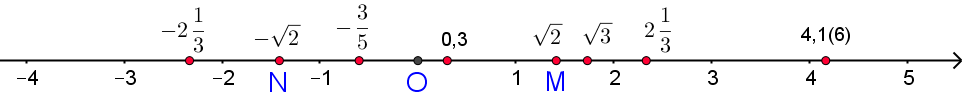 −2 1/3 −√2 −3/5 0,3 √2 √3 2 1/3 4,1(6)
−4 −3 −2 −1 1 2 3 4 5
N O M